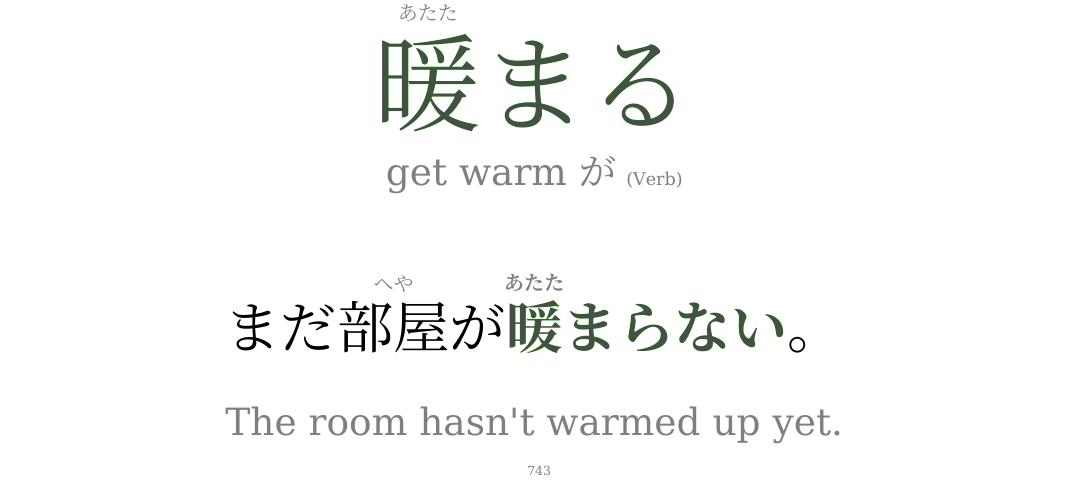 あたた
暖まる
get warm が (Verb)
へや あたた
まだ部屋が暖まらない。
The room hasn't warmed up yet.
743